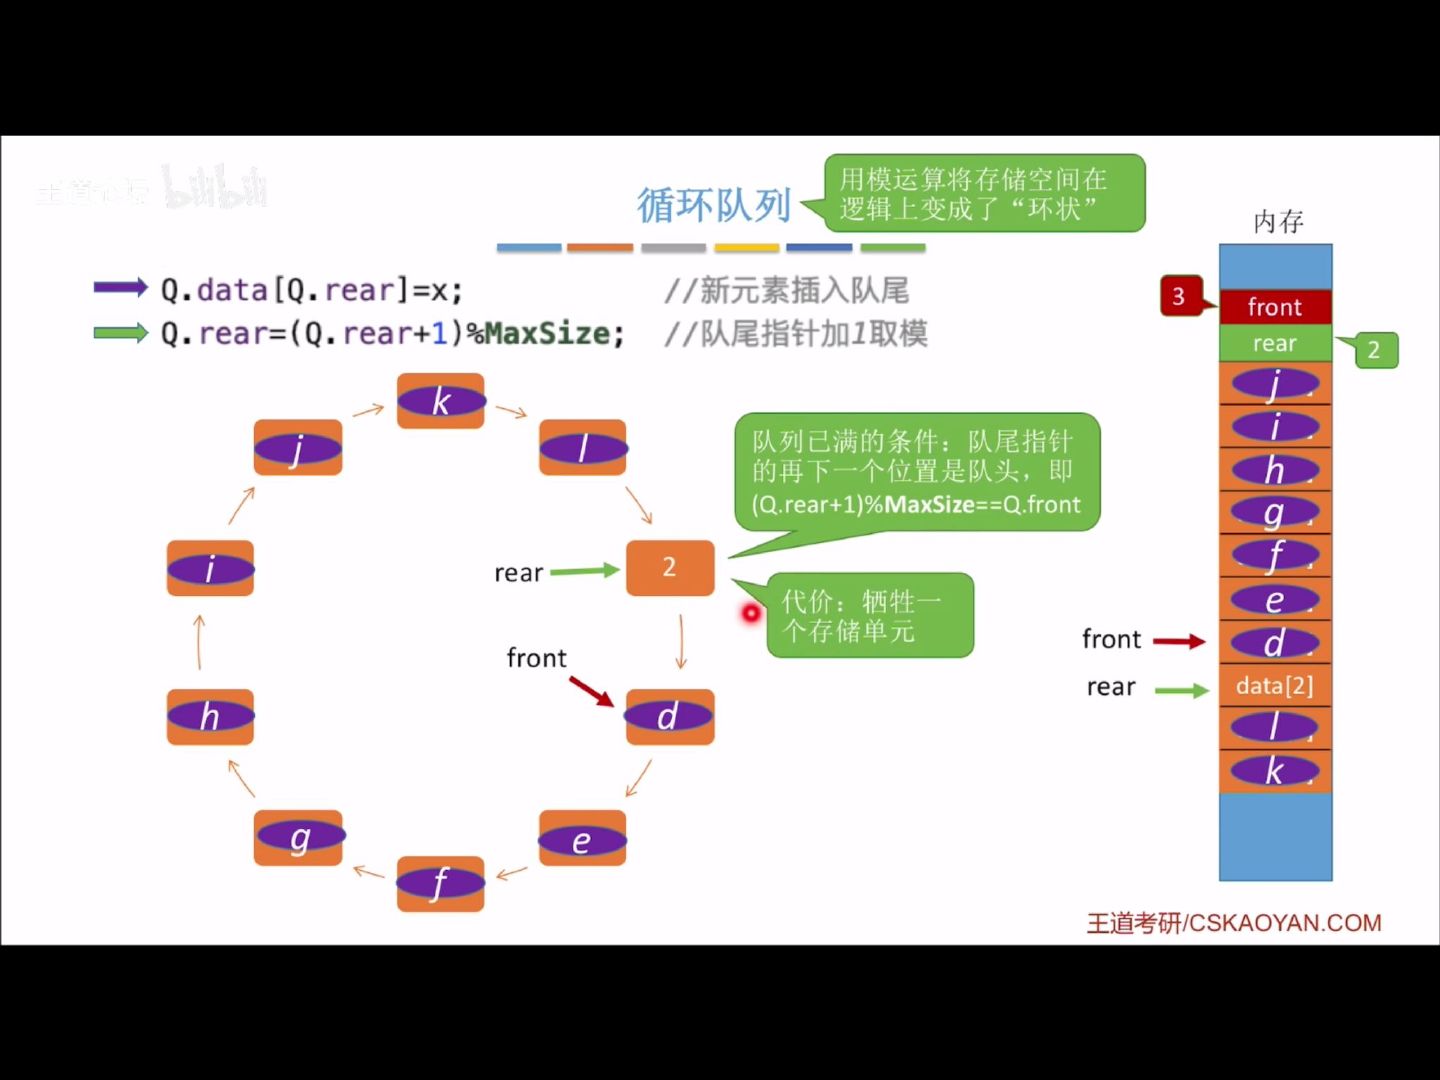 王道论坛 bilibili
循环队列
用模运算将存储空间在
逻辑上变成了“环状”
内存
Q.data[Q.rear]=x; //新元素插入队尾
Q.rear=(Q.rear+1)%MaxSize; //队尾指针加1取模
3
front
rear
2
k
j
l
i
2
rear
h
d
front
g
e
f
队列已满的条件：队尾指针
的再下一个位置是队头，即
(Q.rear+1)%MaxSize==Q.front
代价：牺牲一
个存储单元
j
i
h
g
f
e
front
d
rear
data[2]
l
k
王道考研/CSKAOYAN.COM